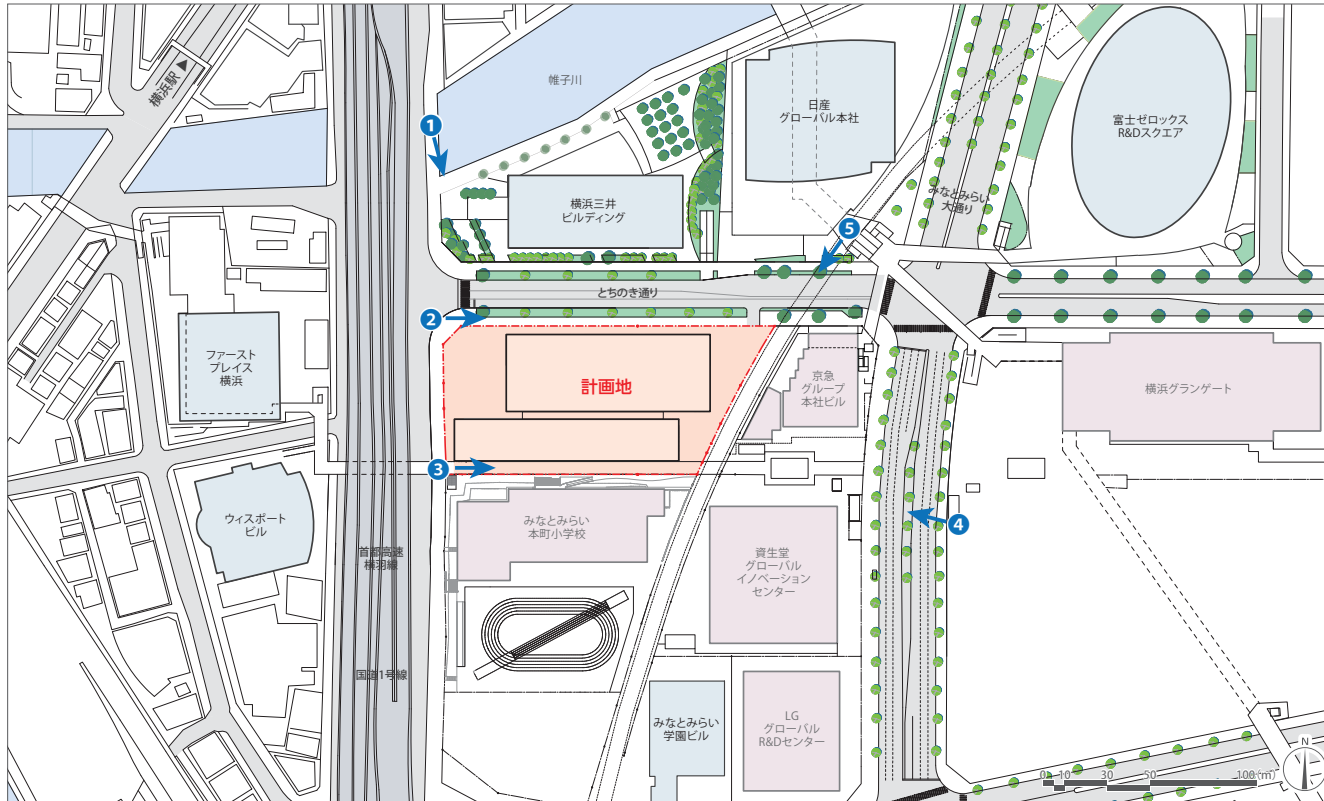 横浜駅▲
帷子川
日産
グローバル本社
富士ゼロックス
R&Dスクエア
1
横浜三井
ビルディング
みなとみらい
大通り
5
とちのき通り
2
ファースト
プレイス
横浜
計画地
京急
グループ
本社ビル
横浜グランゲート
3
ウィスポート
ビル
みなとみらい
本町小学校
資生堂
グローバル
イノベーション
センター
4
首都高速
横羽線
国道1号線
みなとみらい
学園ビル
LG
グローバル
R&Dセンター
N
0 10 30 50 100(m)